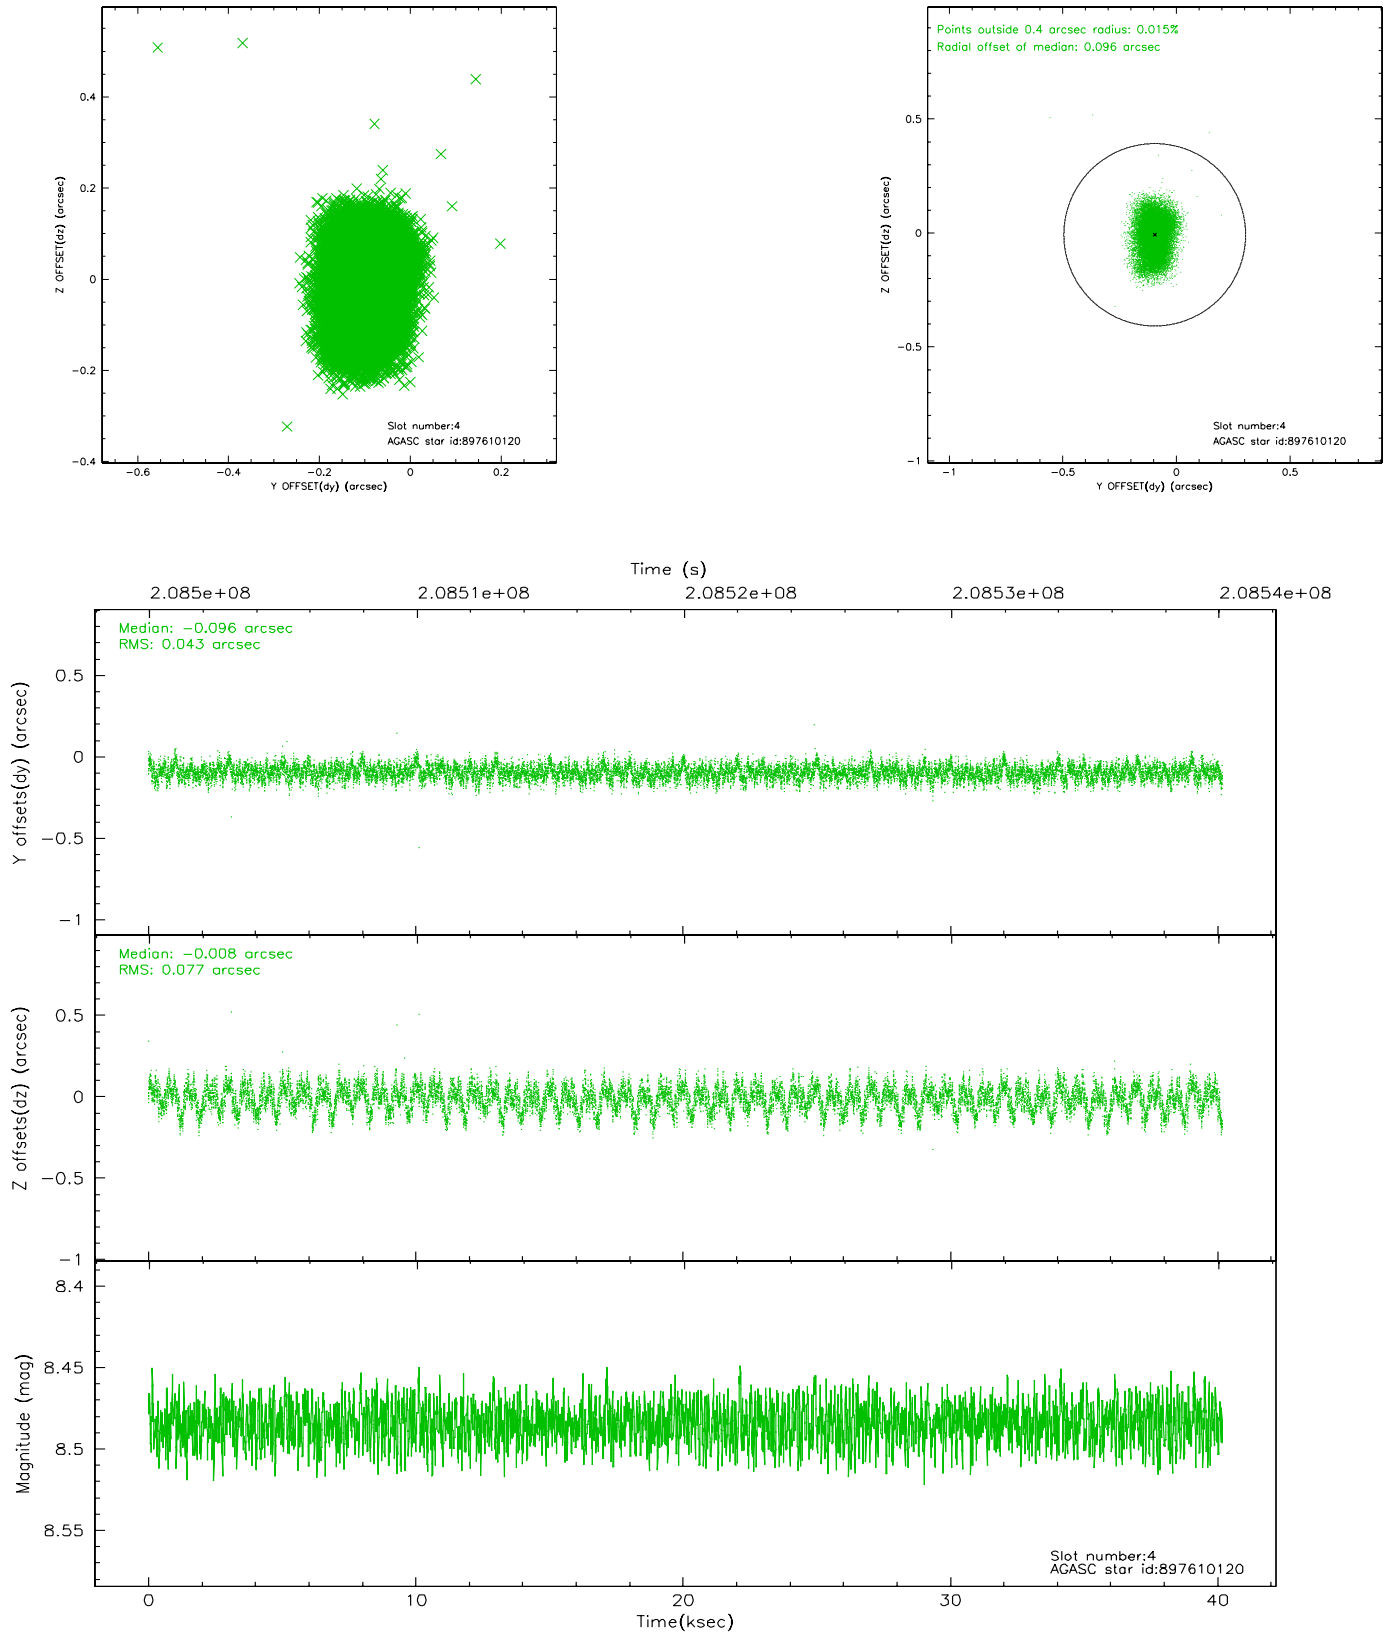 0.4
0.2
0
−0.2
−0.4
Z OFFSET(dz) (arcsec)
−0.6
−0.4
−0.2
0
0.2
Y OFFSET(dy) (arcsec)
Slot number:4
AGASC star id:897610120
Points outside 0.4 arcsec radius: 0.015%
Radial offset of median: 0.096 arcsec
0.5
0
−0.5
−1
Z OFFSET(dz) (arcsec)
−1
−0.5
0
0.5
Y OFFSET(dy) (arcsec)
Slot number:4
AGASC star id:897610120
Time (s)
2.085e+08
2.0851e+08
2.0852e+08
2.0853e+08
2.0854e+08
Median: −0.096 arcsec
RMS: 0.043 arcsec
0.5
0
−0.5
−1
Y offsets(dy) (arcsec)
Median: −0.008 arcsec
RMS: 0.077 arcsec
0.5
0
−0.5
−1
Z offsets(dz) (arcsec)
8.4
8.45
8.5
8.55
Magnitude (mag)
Slot number:4
AGASC star id:897610120
0
10
20
30
40
Time(ksec)